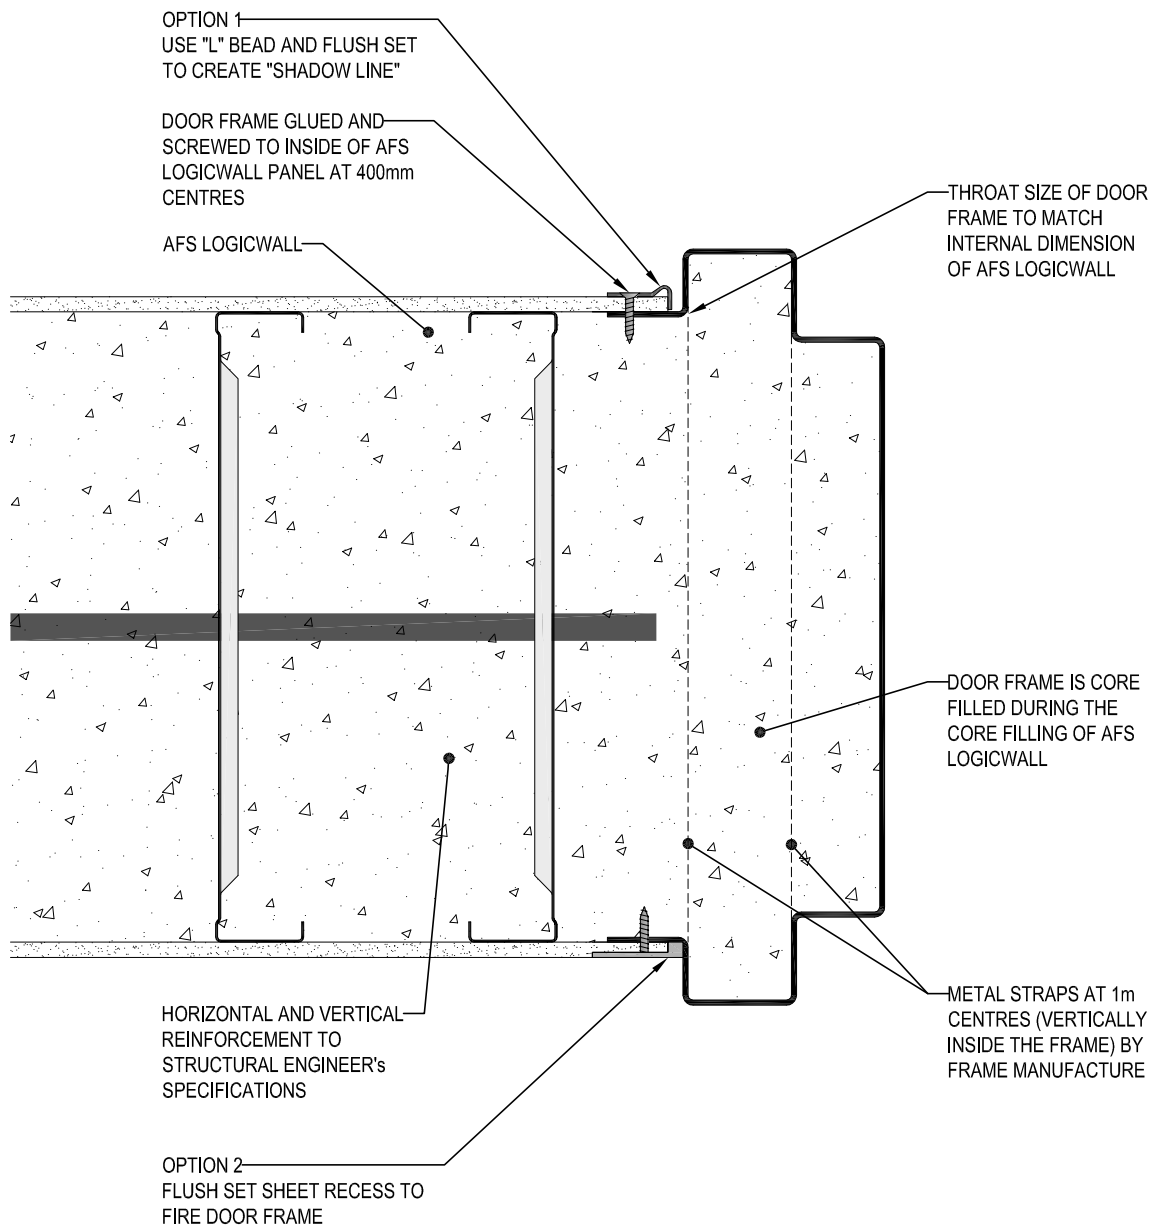 OPTION 1
USE "L" BEAD AND FLUSH SET
TO CREATE "SHADOW LINE"
DOOR FRAME GLUED AND
SCREWED TO INSIDE OF AFS
LOGICWALL PANEL AT 400mm
CENTRES
AFS LOGICWALL
THROAT SIZE OF DOOR
FRAME TO MATCH
INTERNAL DIMENSION
OF AFS LOGICWALL
DOOR FRAME IS CORE
FILLED DURING THE
CORE FILLING OF AFS
LOGICWALL
METAL STRAPS AT 1m
CENTRES (VERTICALLY
INSIDE THE FRAME) BY
FRAME MANUFACTURE
HORIZONTAL AND VERTICAL
REINFORCEMENT TO
STRUCTURAL ENGINEER's
SPECIFICATIONS
OPTION 2
FLUSH SET SHEET RECESS TO
FIRE DOOR FRAME